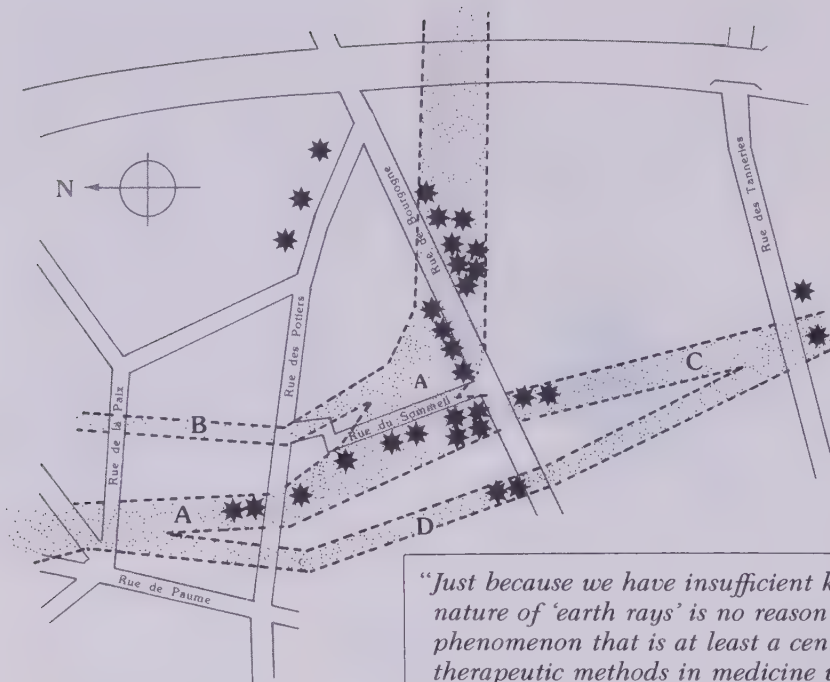 N
Rue de Bourgogne
Rue des Tanneries
Rue des Potiers
Rue de la Paix
A
C
B
Rue du Sommeil
A
D
Rue de Paume
“Just because we have insufficient k
nature of ‘earth rays’ is no reason
phenomenon that is at least a cen
therapeutic methods in medicine u